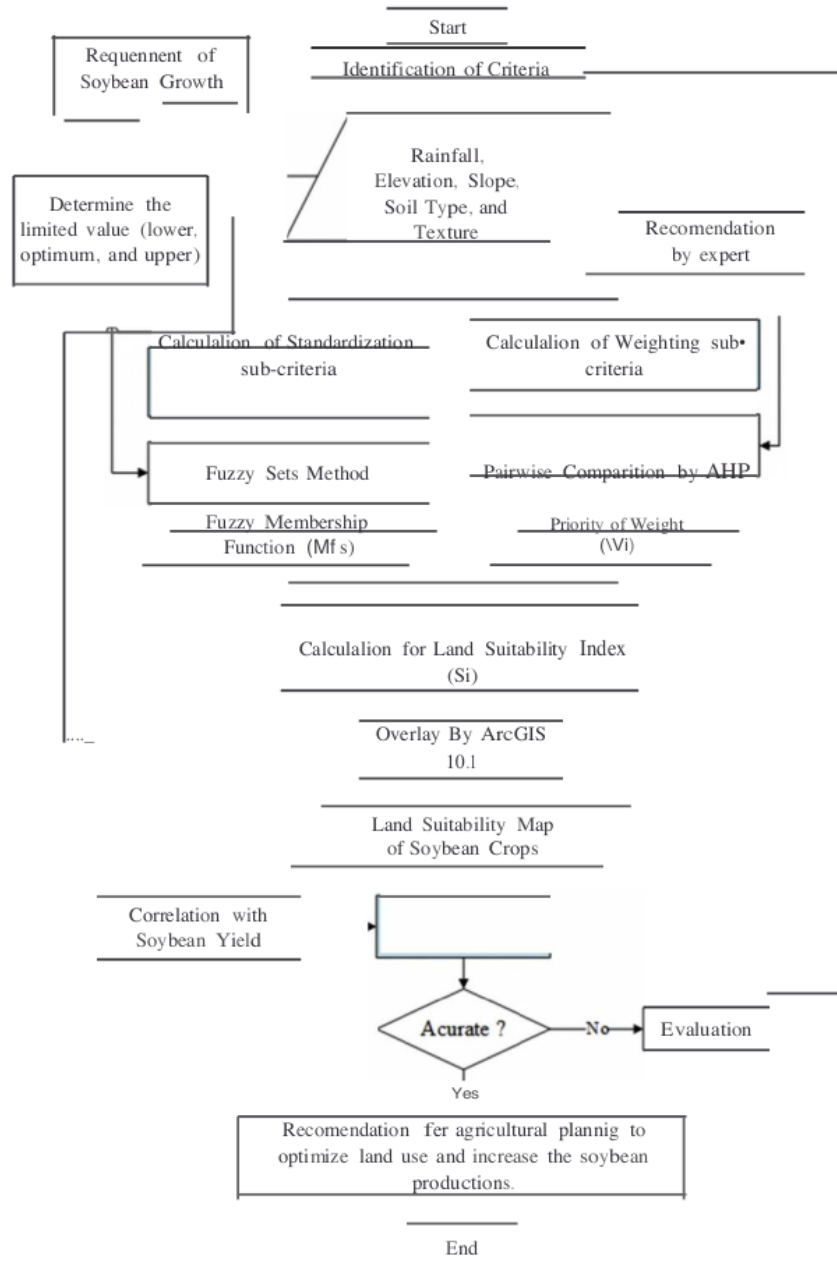 Start
Requennent of
Soybean Growth
Identification of Criteria
Rainfall,
Elevation, Slope,
Soil Type, and
Texture
Determine the
limited value (lower,
optimum, and upper)
Recomendation
by expert
Calculalion of Standardization
sub-criteria
Calculalion of Weighting sub•
criteria
Fuzzy Sets Method
Pairwise Comparition by AHP
Fuzzy Membership
Function (Mf s)
Priority of Weight
(\Vi)
Calculalion for Land Suitability Index
(Si)
Overlay By ArcGIS
10.l
Land Suitability Map
of Soybean Crops
Correlation with
Soybean Yield
Acurate ?
No
Evaluation
Yes
Recomendation fer agricultural plannig to
optimize land use and increase the soybean
productions.
End